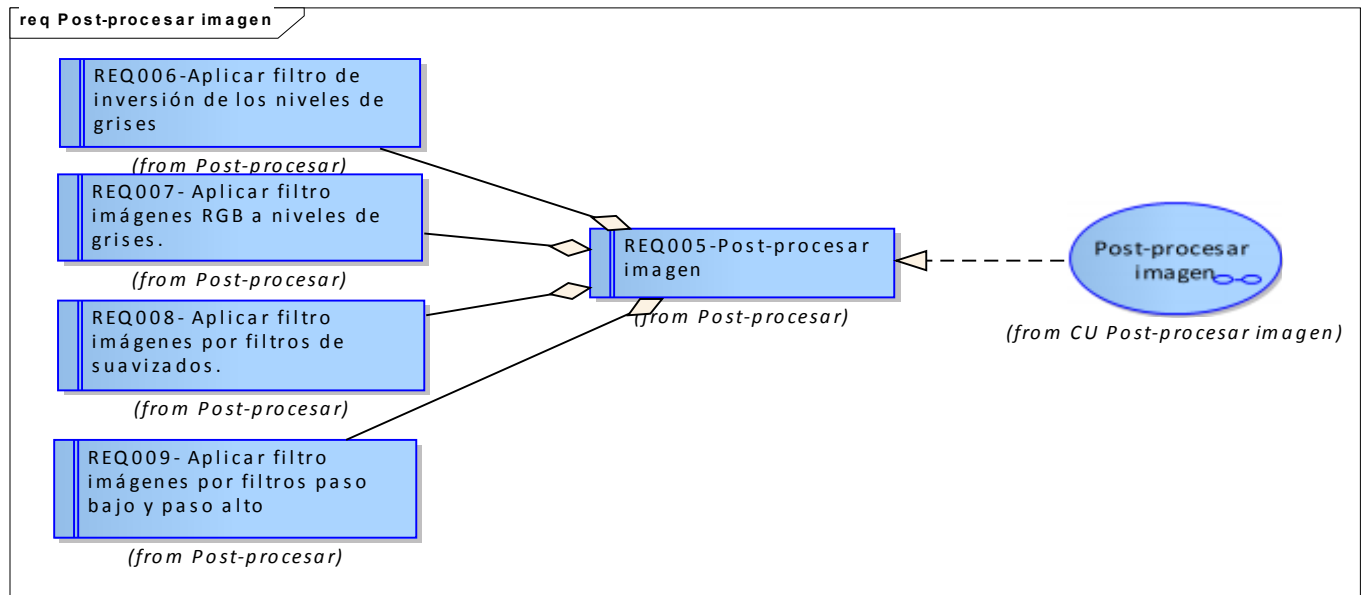 req Post-procesar imagen
REQ006-Aplicar filtro de
inversión de los niveles de
grises
(from Post-procesar)
REQ007- Aplicar filtro
imágenes RGB a niveles de
grises.
(from Post-procesar)
REQ008- Aplicar filtro
imágenes por filtros de
suavizados.
(from Post-procesar)
REQ009- Aplicar filtro
imágenes por filtros paso
bajo y paso alto
(from Post-procesar)
REQ005-Post-procesar
imagen
(from Post-procesar)
Post-procesar
imagen
(from CU Post-procesar imagen)